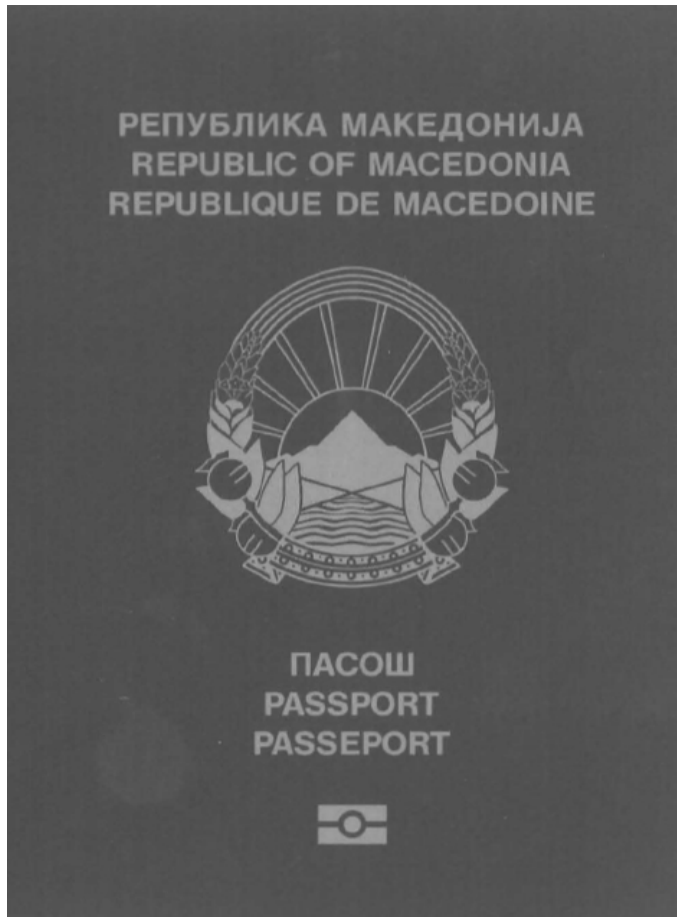 РЕПУБЛИКА МАКЕДОНИЈА
REPUBLIC OF MACEDONIA
REPUBLIQUE DE MACEDOINE
ПАСОШ
PASSPORT
PASSEPORT